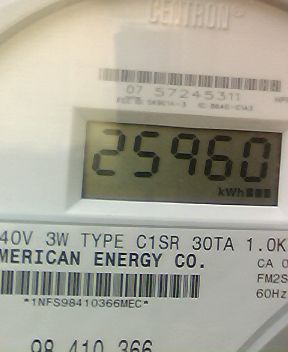 CENTRON®
07 57245311
25960
kWh
40V 3W TYPE C1SR 30TA 1.0K
MERICAN ENERGY CO.
CA 0
FM2S
60Hz
*1NFS98410366MEC*
98 410 366